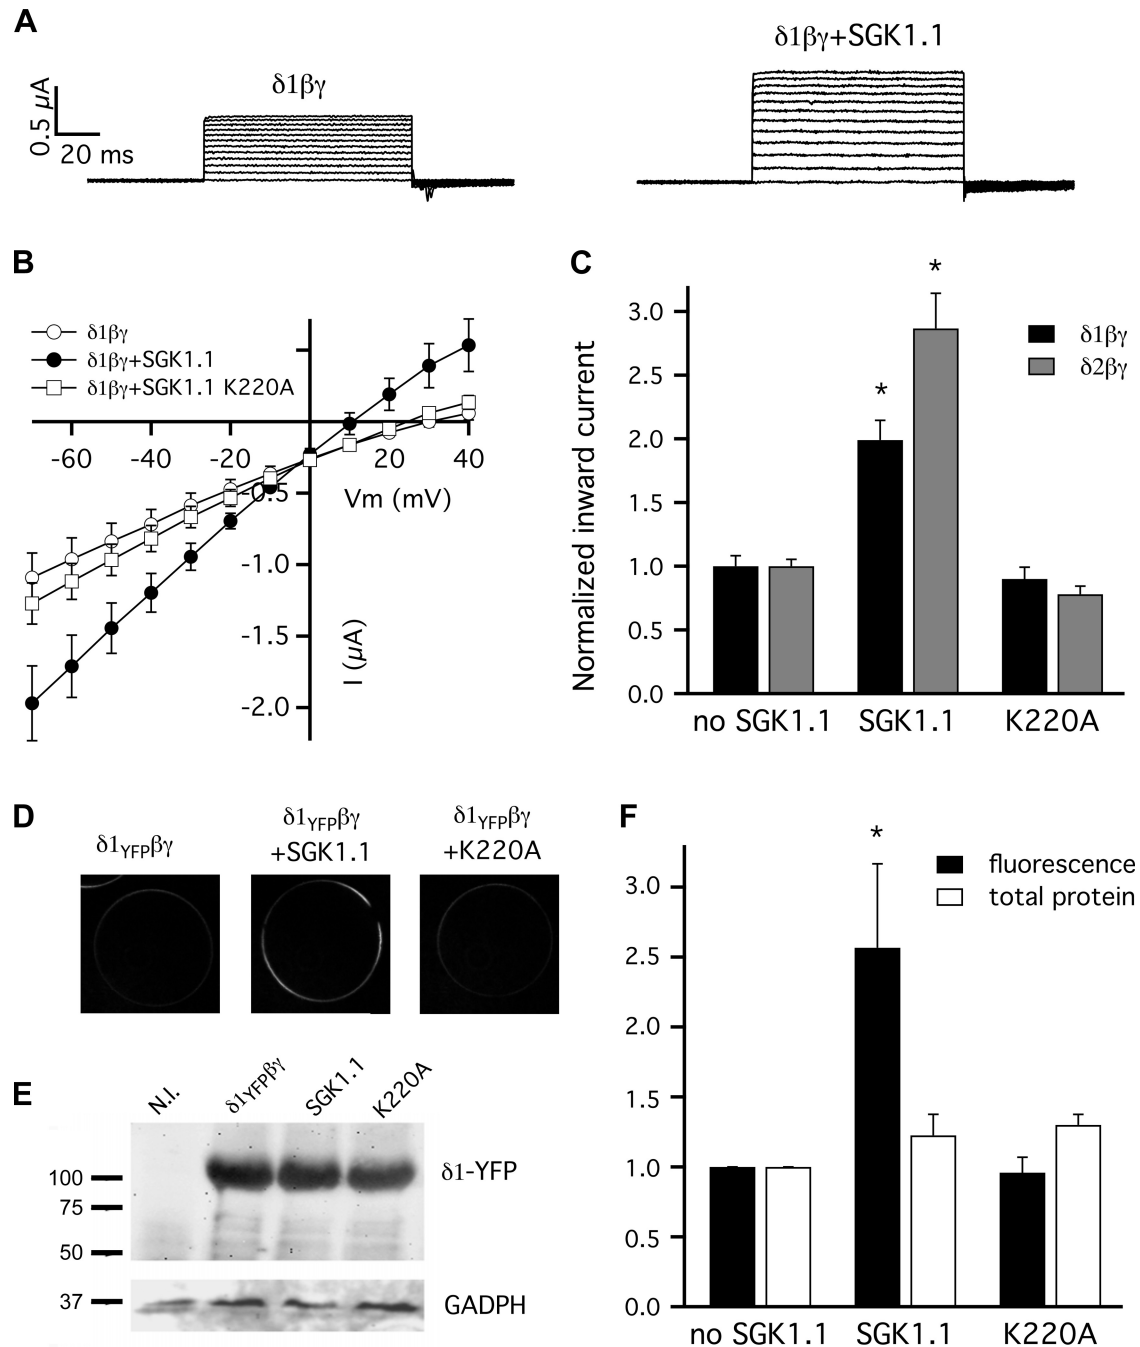 A
δ1βγ
0.5 µA
20 ms
δ1βγ+SGK1.1
B
δ1βγ
δ1βγ+SGK1.1
δ1βγ+SGK1.1 K220A
-60 -40 -20 20 40
Vm (mV)
-0.5
-1.0
-1.5
-2.0
I (µA)
C
Normalized inward current
3.0
2.5
2.0
1.5
1.0
0.5
0.0
* *
δ1βγ
δ2βγ
no SGK1.1 SGK1.1 K220A
D
δ1YFPβγ
δ1YFPβγ
+SGK1.1
δ1YFPβγ
+K220A
E
N.I. δ1YFPβγ SGK1.1 K220A
100
75
50
37
δ1-YFP
GADPH
F
*
fluorescence
total protein
3.0
2.5
2.0
1.5
1.0
0.5
0.0
no SGK1.1 SGK1.1 K220A